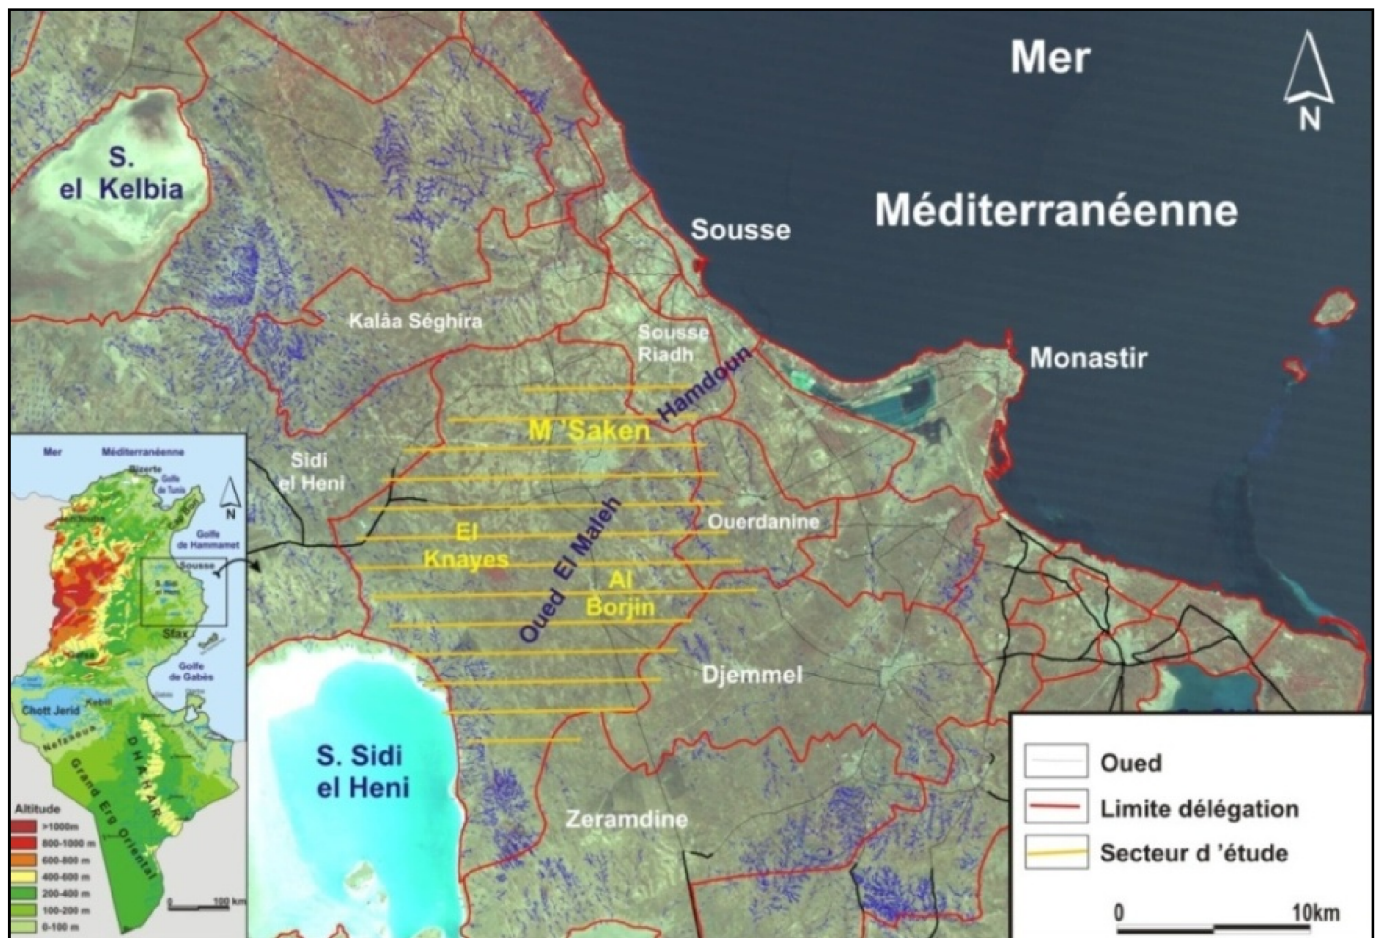 Mer
Méditerranéenne
N
S.
el Kelbia
Sousse
Kalâa Séghira
Sousse
Riadh
Monastir
Hamdoun
M 'Saken
Sidi
el Heni
Ouerdanine
El
Knayes
Oued El Maleh
Al
Borjin
Djemmel
S. Sidi
el Heni
Zeramdine
Mer Méditerranéenne
Bizerte
Golfe
de Tunis
N
Golfe
de Hammamet
Sousse
Sfax
Gafsa
Golfe
de Gabès
Chott Jerid
Kebili
Nefzaoua
DHAHAR
Grand Erg Oriental
Altitude
>1000m
800-1000 m
600-800 m
400-600 m
200-400 m
100-200 m
0-100 m
0 100 km
Oued
Limite délégation
Secteur d 'étude
0 10km